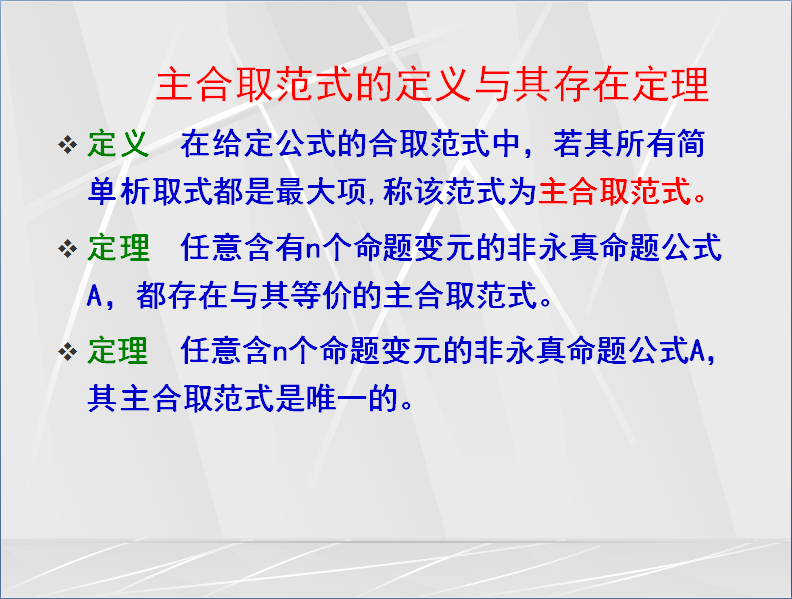 主合取范式的定义与其存在定理
❖ 定义 在给定公式的合取范式中，若其所有简
单析取式都是最大项,称该范式为主合取范式。
❖ 定理 任意含有n个命题变元的非永真命题公式
A，都存在与其等价的主合取范式。
❖ 定理 任意含n个命题变元的非永真命题公式A，
其主合取范式是唯一的。